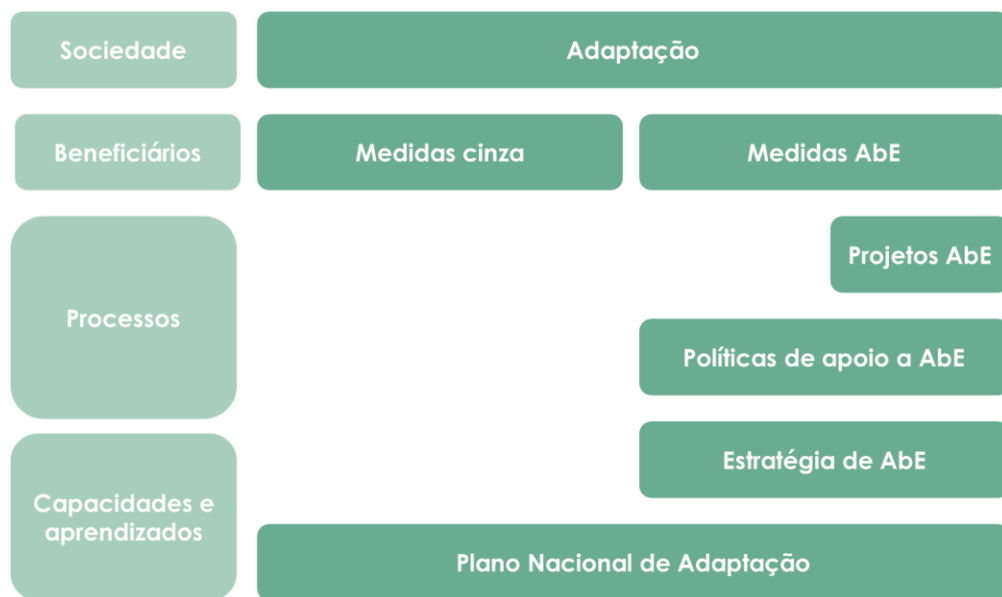 Sociedade
Adaptação
Beneficiários
Medidas cinza
Medidas AbE
Processos
Projetos AbE
Políticas de apoio a AbE
Estratégia de AbE
Capacidades e
aprendizados
Plano Nacional de Adaptação